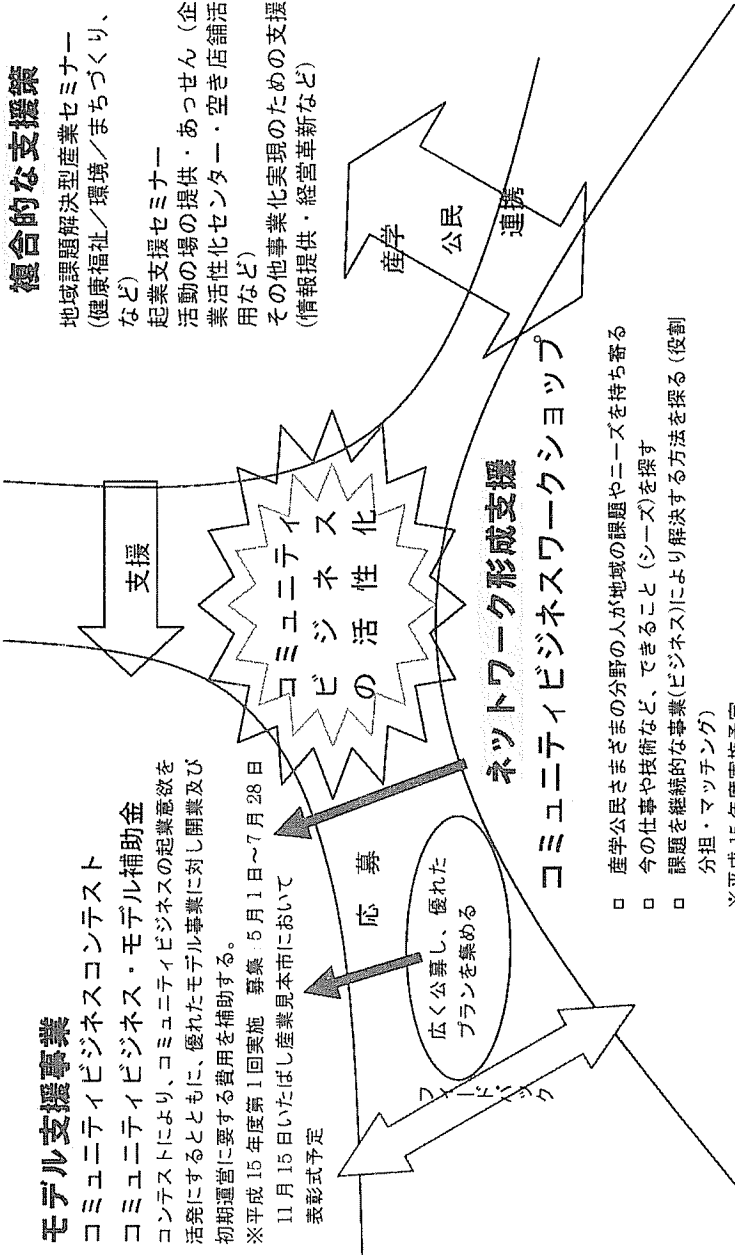 モデル支援事業
コミュニティビジネスコンテスト
コミュニティビジネス・モデル補助金
コンテストにより、コミュニティビジネスの起業意欲を
活発にするとともに、優れたモデル事業に対し開業及び
初期運営に要する費用を補助する。
※平成15年度第1回実施 募集:5月1日~7月28日
11月15日いたばし産業見本市において
表彰式予定
支援
複合的な支援策
地域課題解決型産業セミナー
(健康福祉/環境/まちづくり、
など)
起業支援セミナー
活動の場の提供・あっせん(企
業活性化センター・空き店舗活
用など)
その他事業化実現のための支援
(情報提供・経営革新など)
コミュニティ
ビジネス
の活性化
応募
広く公募し、優れた
プランを集める
フィードバック
産学
公民
連携
ネットワーク形成支援
コミュニティビジネスワークショップ
□ 産学公民さまざまの分野の人が地域の課題やニーズを持ち寄る
□ 今の仕事や技術など、できること(シーズ)を探す
□ 課題を継続的な事業(ビジネス)により解決する方法を探る(役割
分担・マッチング)
※平成15年度実施予定